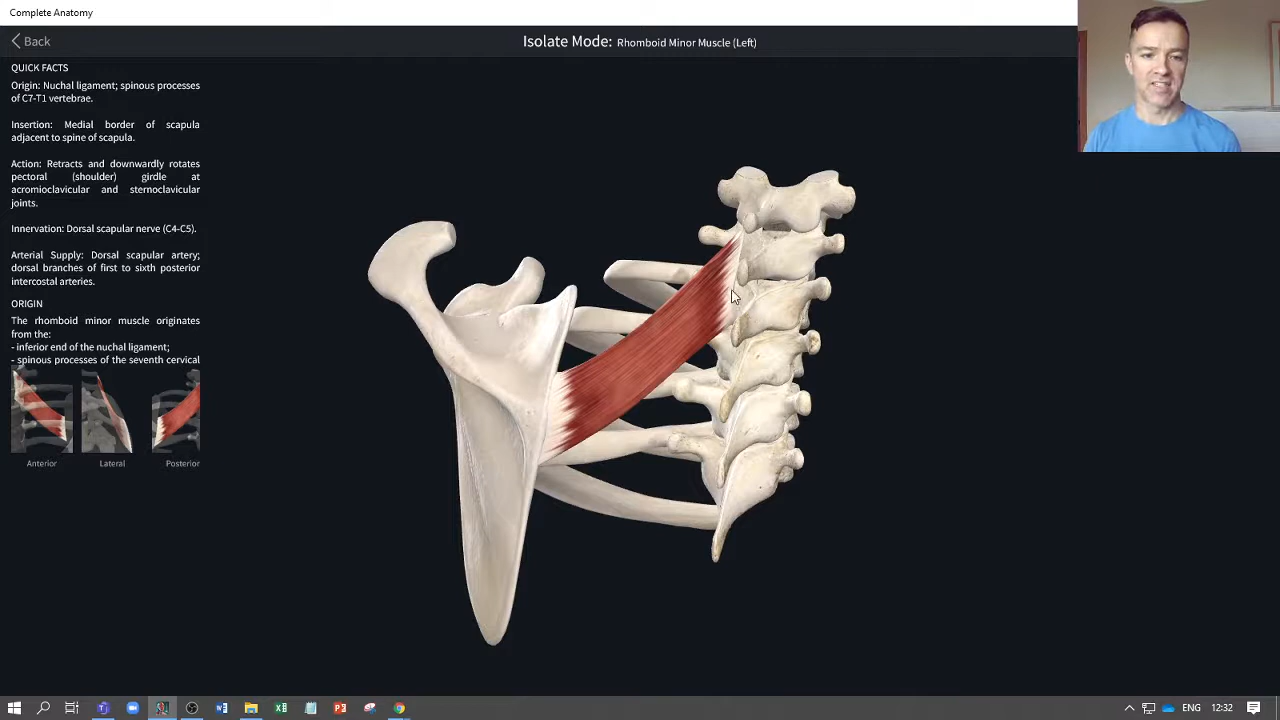 Complete Anatomy
Back
Isolate Mode: Rhomboid Minor Muscle (Left)
QUICK FACTS
Origin: Nuchal ligament; spinous processes
of C7-T1 vertebrae.
Insertion: Medial border of scapula
adjacent to spine of scapula.
Action: Retracts and downwardly rotates
pectoral (shoulder) girdle at
acromioclavicular and sternoclavicular
joints.
Innervation: Dorsal scapular nerve (C4-C5).
Arterial Supply: Dorsal scapular artery;
dorsal branches of first to sixth posterior
intercostal arteries.
ORIGIN
The rhomboid minor muscle originates
from the:
- inferior end of the nuchal ligament;
- spinous processes of the seventh cervical
Anterior
Lateral
Posterior
ENG
12:32